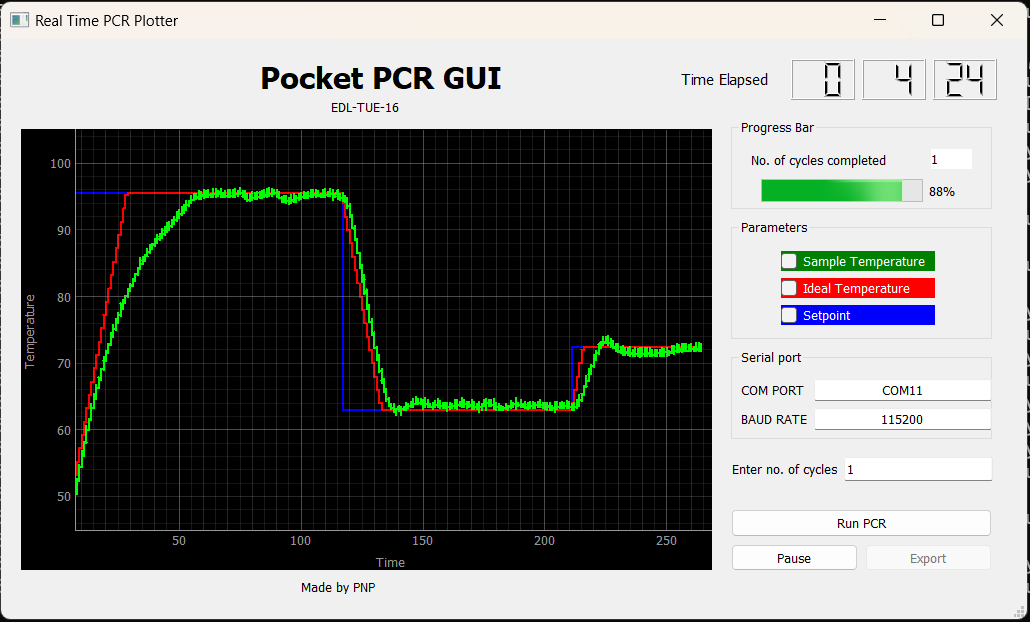 Real Time PCR Plotter
Pocket PCR GUI
EDL-TUE-16
Time Elapsed 0 4 24
100
90
80
70
60
50
Temperature
50 100 150 200 250
Time
Made by PNP
Progress Bar
No. of cycles completed 1
88%
Parameters
Sample Temperature
Ideal Temperature
Setpoint
Serial port
COM PORT COM11
BAUD RATE 115200
Enter no. of cycles 1
Run PCR
Pause Export